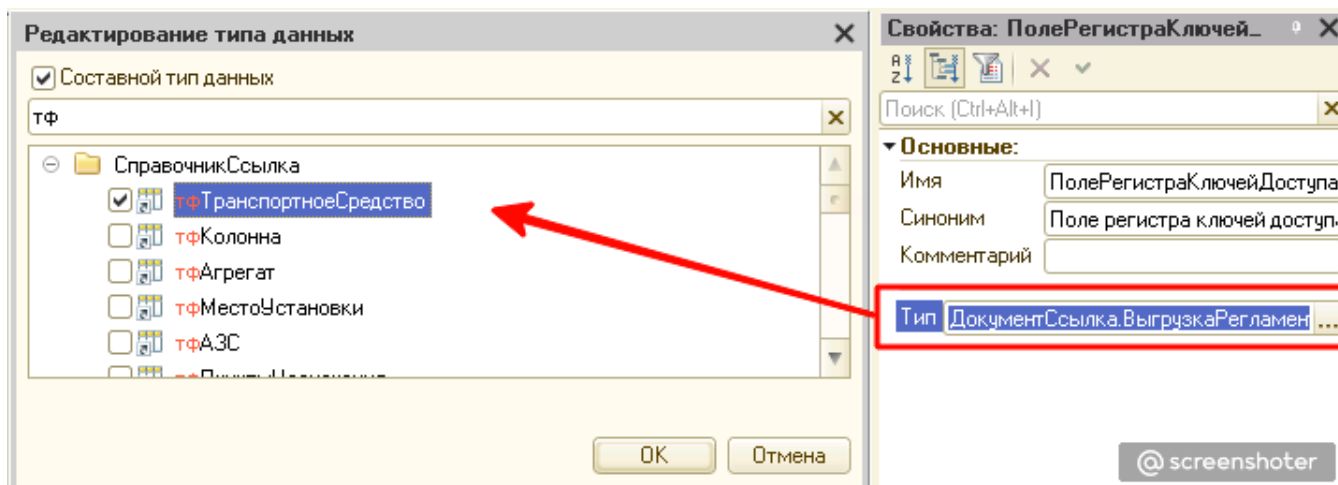 Редактирование типа данных
Составной тип данных
тф
СправочникСсылка
тфТранспортноеСредство
тфКолонна
тфАгрегат
тфМестоУстановки
тфАЗС
OK
Отмена
Свойства: ПолеРегистраКлючей_
Поиск (Ctrl+Alt+I)
Основные:
Имя
ПолеРегистраКлючейДоступа
Синоним
Поле регистра ключей доступа
Комментарий
Тип
ДокументСсылка.ВыгрузкаРегламен
...
@screenshoter